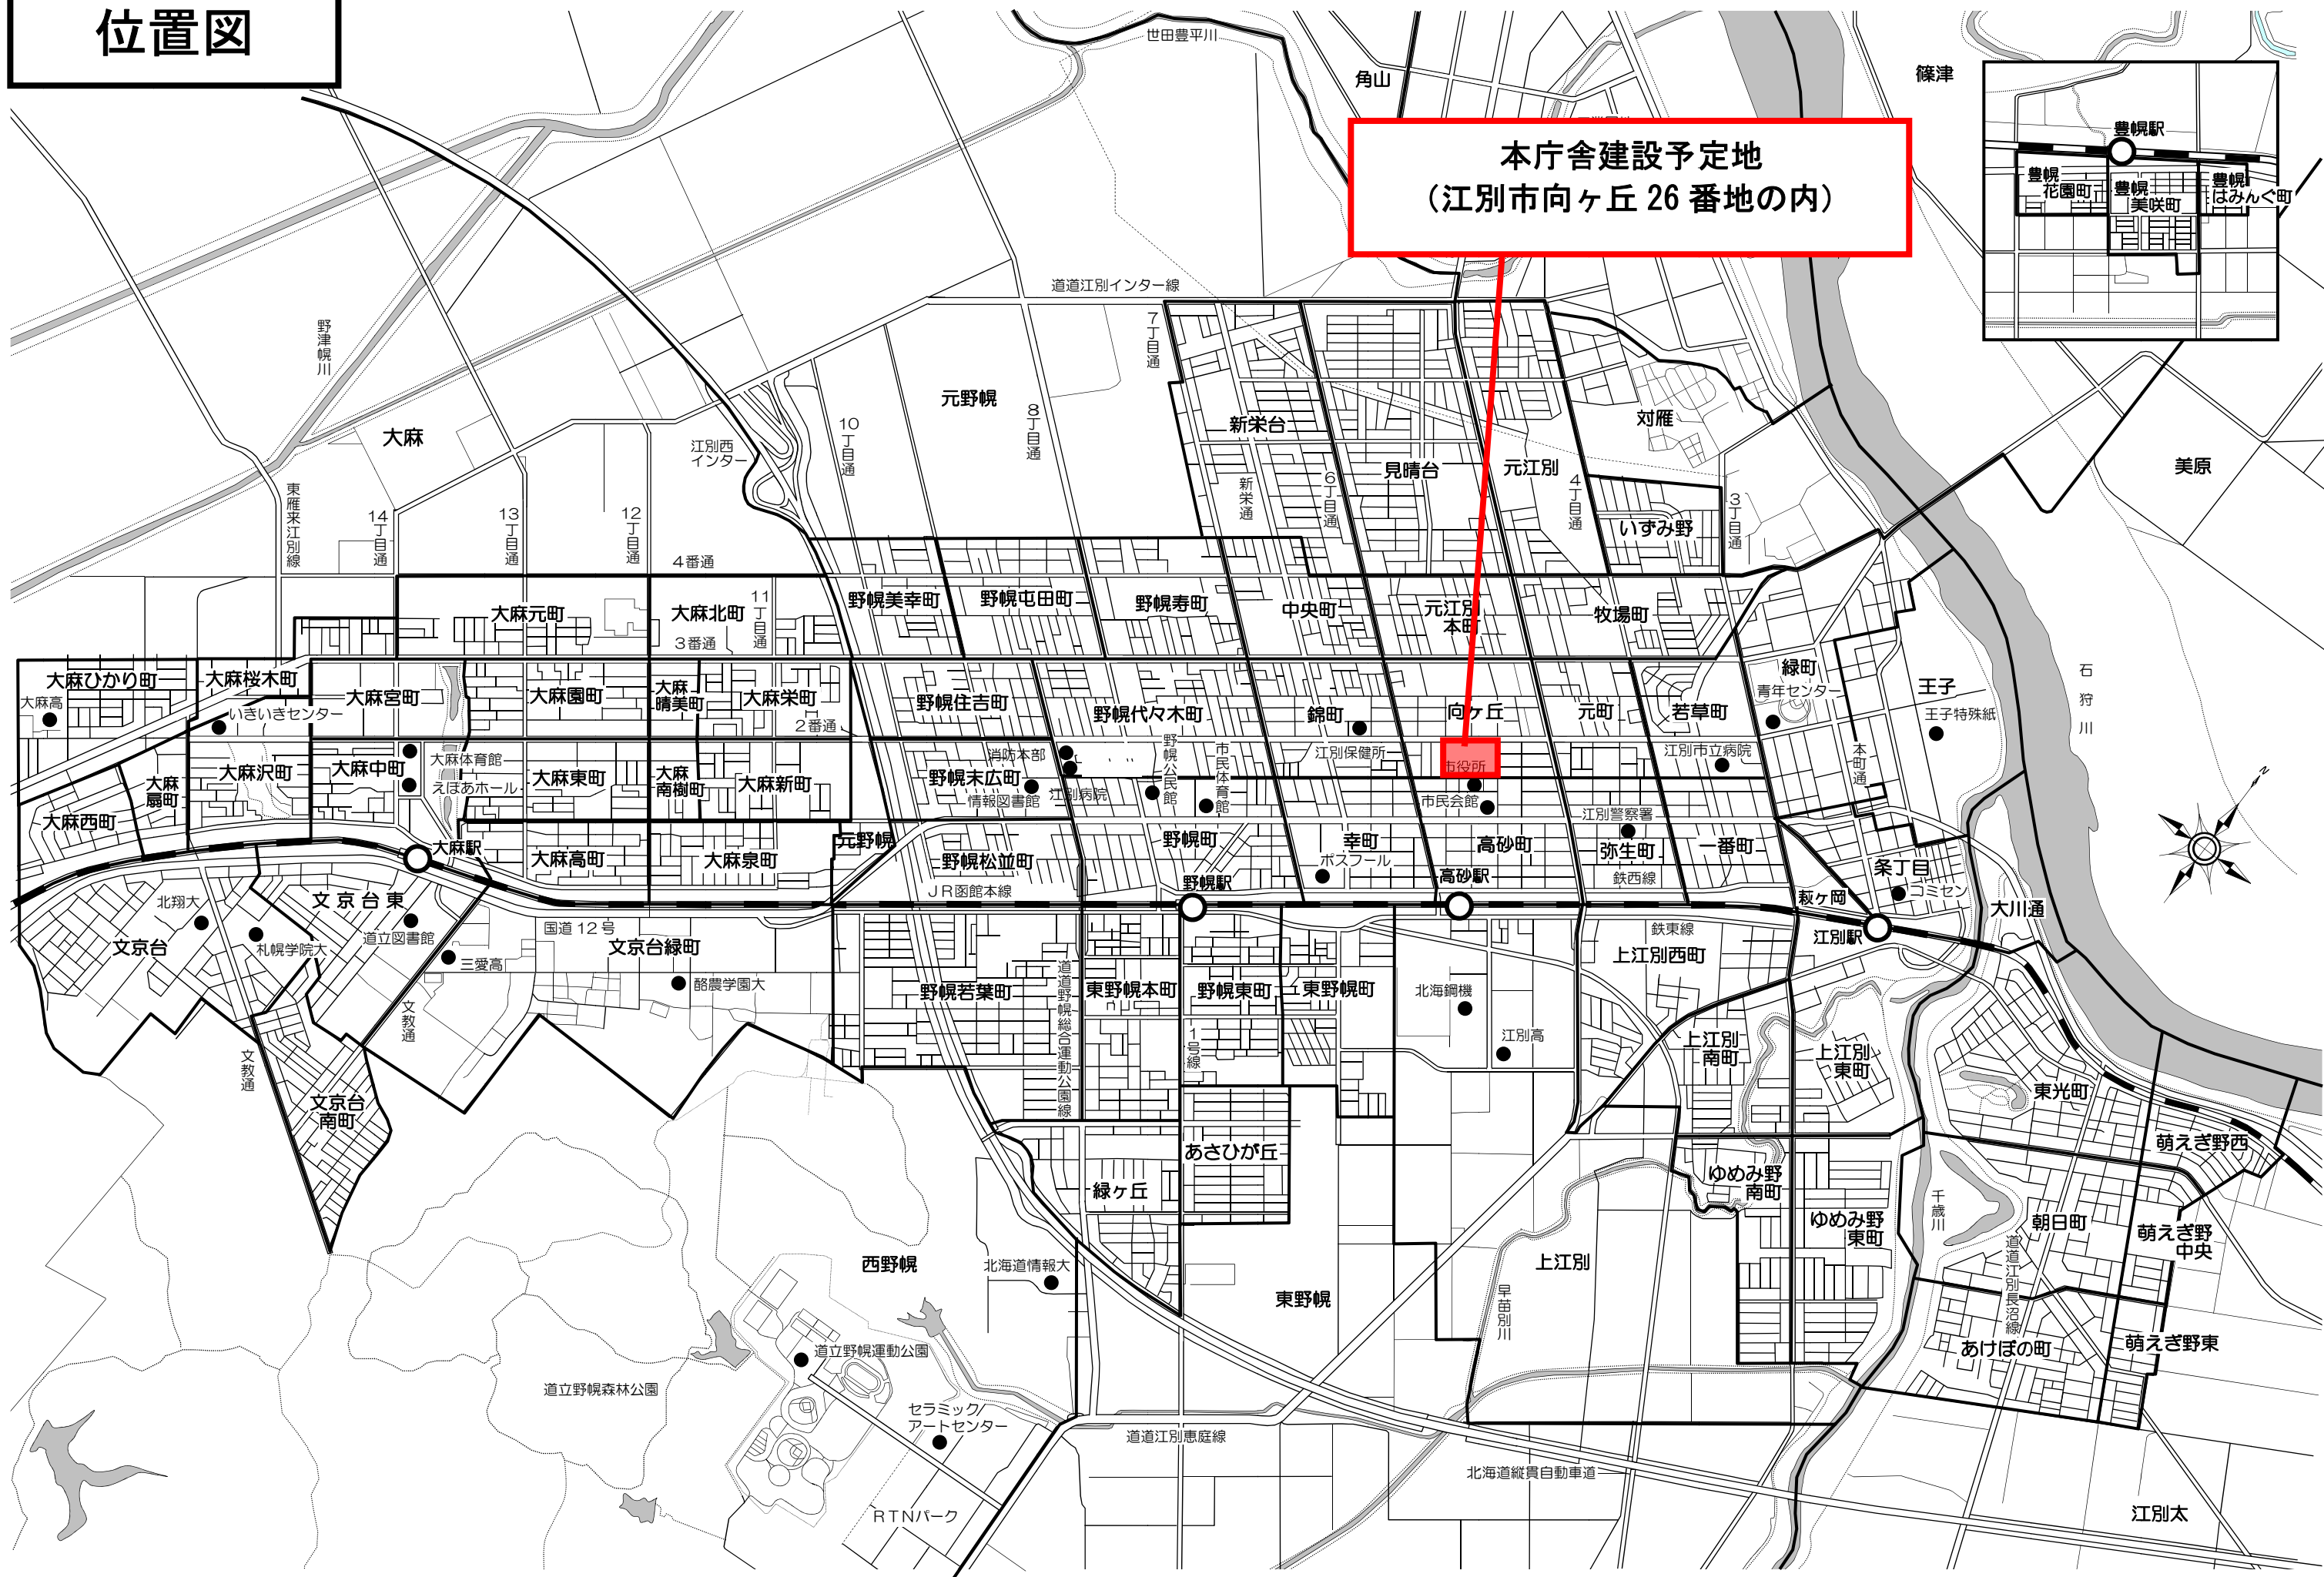 位置図
世田豊平川
角山
篠津
本庁舎建設予定地
（江別市向ヶ丘 26 番地の内）
豊幌駅
豊幌
花園町
豊幌
美咲町
豊幌
はみんぐ町
道道江別インター線
野津幌川
7丁目通
元野幌
8丁目通
10丁目通
大麻
江別西
インター
新栄台
対雁
見晴台
元江別
美原
東雁来江別線
14丁目通
13丁目通
12丁目通
新栄通
6丁目通
4丁目通
3丁目通
いずみ野
4番通
大麻元町
大麻北町
11丁目通
野幌美幸町
野幌屯田町
野幌寿町
中央町
元江別
本町
牧場町
3番通
大麻ひかり町
大麻高
大麻桜木町
大麻宮町
大麻園町
大麻
晴美町
大麻栄町
野幌住吉町
野幌代々木町
錦町
向ヶ丘
元町
若草町
緑町
青年センター
王子
王子特殊紙
石狩川
いきいきセンター
2番通
消防本部
野幌公民館
市民体育館
江別保健所
市役所
江別市立病院
本町通
大麻
扇町
大麻沢町
大麻中町
大麻体育館
えぽあホール
大麻東町
大麻
南樹町
大麻新町
野幌末広町
情報図書館
江別病院
市民会館
江別警察署
大麻西町
大麻駅
大麻高町
大麻泉町
元野幌
野幌松並町
野幌町
幸町
ポスフール
高砂町
弥生町
一番町
条丁目
コミセン
JR函館本線
野幌駅
高砂駅
鉄西線
萩ヶ岡
大川通
江別駅
北翔大
文京台東
道立図書館
国道12号
文京台緑町
文京台
札幌学院大
三愛高
酪農学園大
鉄東線
上江別西町
野幌若葉町
道道野幌総合運動公園線
東野幌本町
野幌東町
東野幌町
北海鋼機
江別高
11号線
文教通
文教通
文京台
南町
上江別
南町
上江別
東町
東光町
萌えぎ野西
あさひが丘
緑ヶ丘
ゆめみ野
南町
ゆめみ野
東町
千歳川
朝日町
萌えぎ野
中央
西野幌
北海道情報大
東野幌
上江別
早苗別川
道道江別長沼線
あけぼの町
萌えぎ野東
道立野幌運動公園
道立野幌森林公園
セラミック
アートセンター
道道江別恵庭線
北海道縦貫自動車道
RTNパーク
江別太
N